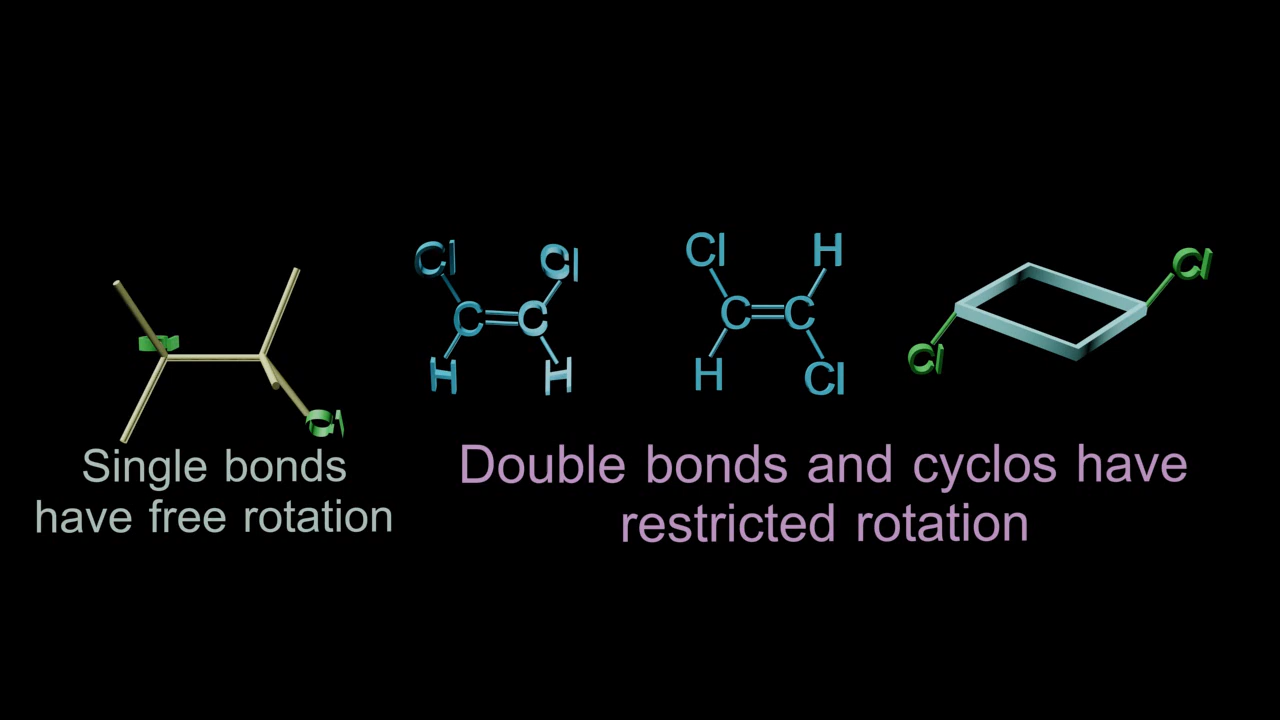 Cl Cl
C C
H H
Cl H
C C
H Cl
Cl
Cl
Cl
Single bonds
have free rotation
Double bonds and cyclos have
restricted rotation